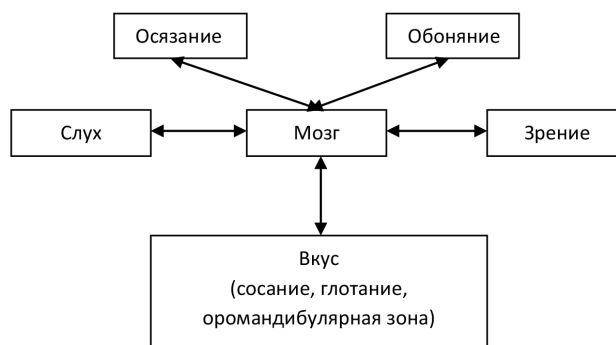 Осязание
Обоняние
Слух
Мозг
Зрение
Вкус
(сосание, глотание,
оромандибулярная зона)